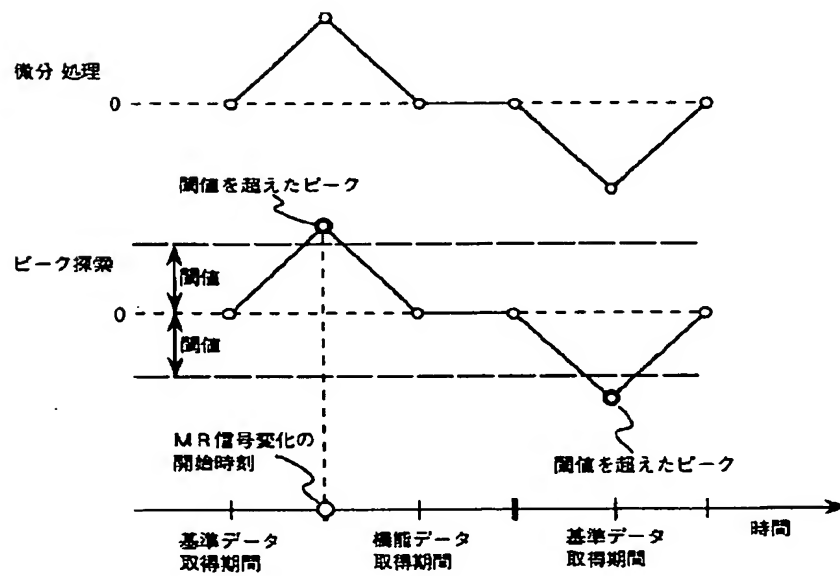 微分 処理
0
閾値を超えたピーク
ピーク探索
閾値
0
閾値
MR信号変化の
開始時刻
閾値を超えたピーク
時間
基準データ
取得期間
機能データ
取得期間
基準データ
取得期間